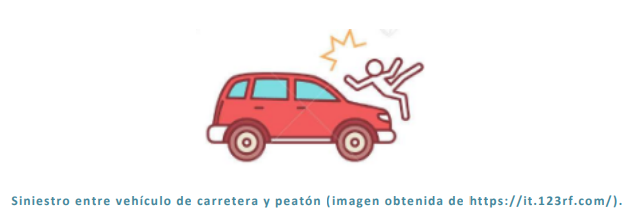 Siniestro entre vehículo de carretera y peatón (imagen obtenida de https://it.123rf.com/).